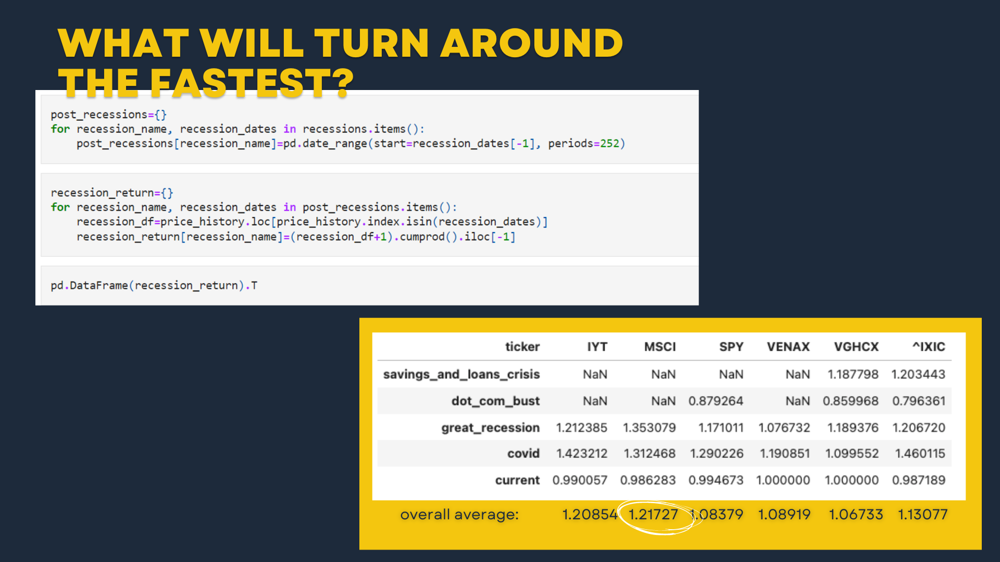 WHAT WILL TURN AROUND
THE FASTEST?
post_recessions={}
for recession_name, recession_dates in recessions.items():
    post_recessions[recession_name]=pd.date_range(start=recession_dates[-1], periods=252)
recession_return={}
for recession_name, recession_dates in post_recessions.items():
    recession_df=price_history.loc[price_history.index.isin(recession_dates)]
    recession_return[recession_name]=(recession_df+1).cumprod().iloc[-1]
pd.DataFrame(recession_return).T
ticker IYT MSCI SPY VENAX VGHCX ^IXIC
savings_and_loans_crisis NaN NaN NaN NaN 1.187798 1.203443
dot_com_bust NaN NaN 0.879264 NaN 0.859968 0.796361
great_recession 1.212385 1.353079 1.171011 1.076732 1.189376 1.206720
covid 1.423212 1.312468 1.290226 1.190851 1.099552 1.460115
current 0.990057 0.986283 0.994673 1.000000 1.000000 0.987189
overall average: 1.20854 1.21727 1.08379 1.08919 1.06733 1.13077